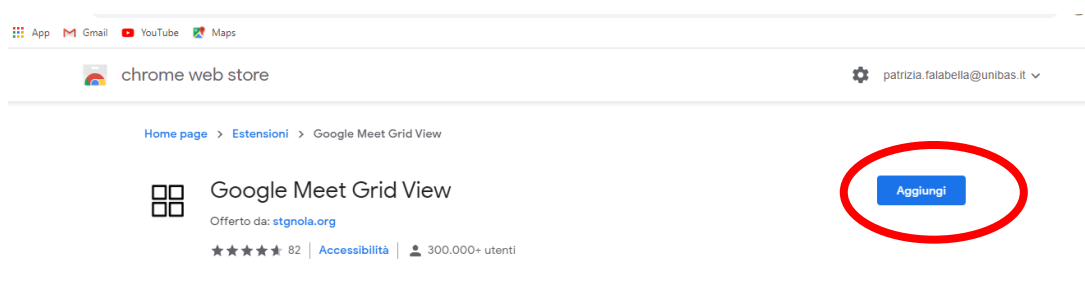 App Gmail YouTube Maps
chrome web store patrizia.falabella@unibas.it
Home page > Estensioni > Google Meet Grid View
Google Meet Grid View Aggiungi
Offerto da: stgnola.org
82 | Accessibilità | 300.000+ utenti